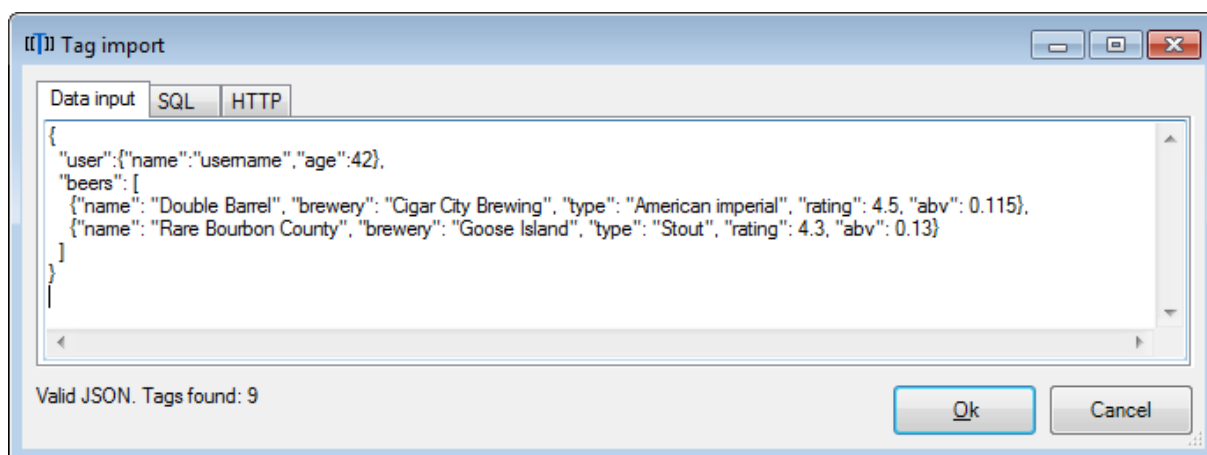 [[T]] Tag import
Data input SQL HTTP
{
"user":{"name":"username","age":42},
"beers": [
{"name": "Double Barrel", "brewery": "Cigar City Brewing", "type": "American imperial", "rating": 4.5, "abv": 0.115},
{"name": "Rare Bourbon County", "brewery": "Goose Island", "type": "Stout", "rating": 4.3, "abv": 0.13}
]
}
Valid JSON. Tags found: 9
Ok Cancel